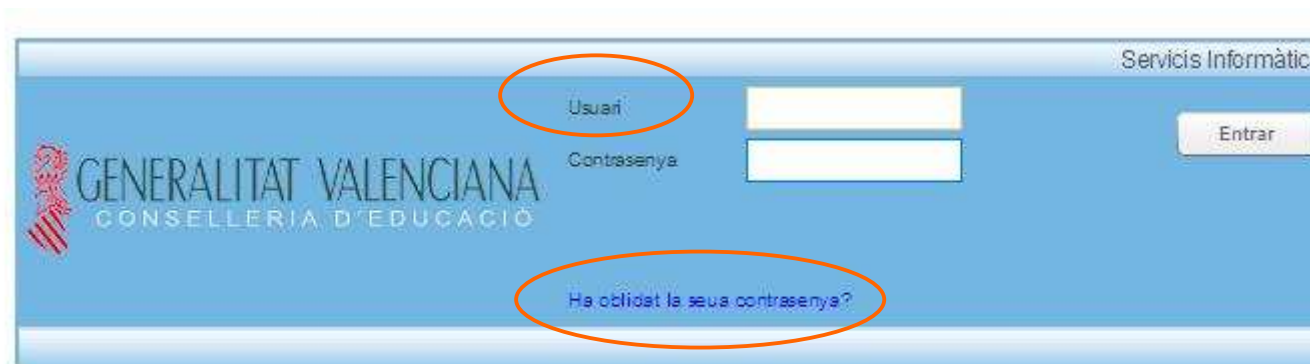 Servicis Informàtic
Usuari
Entrar
Contrasenya
GENERALITAT VALENCIANA
CONSELLERIA D'EDUCACIÓ
Ha oblidat la seua contrasenya?